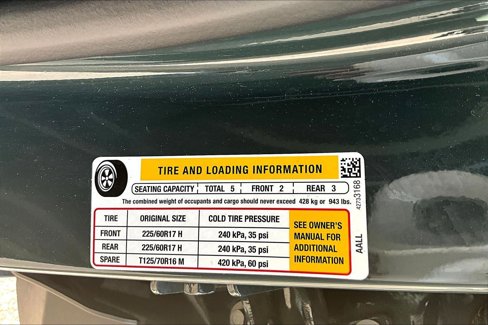 TIRE AND LOADING INFORMATION
SEATING CAPACITY TOTAL 5 FRONT 2 REAR 3
The combined weight of occupants and cargo should never exceed 428 kg or 943 lbs.
TIRE ORIGINAL SIZE COLD TIRE PRESSURE
FRONT 225/60R17 H 240 kPa, 35 psi
REAR 225/60R17 H 240 kPa, 35 psi
SPARE T125/70R16 M 420 kPa, 60 psi
SEE OWNER'S
MANUAL FOR
ADDITIONAL
INFORMATION
42733168
AALL